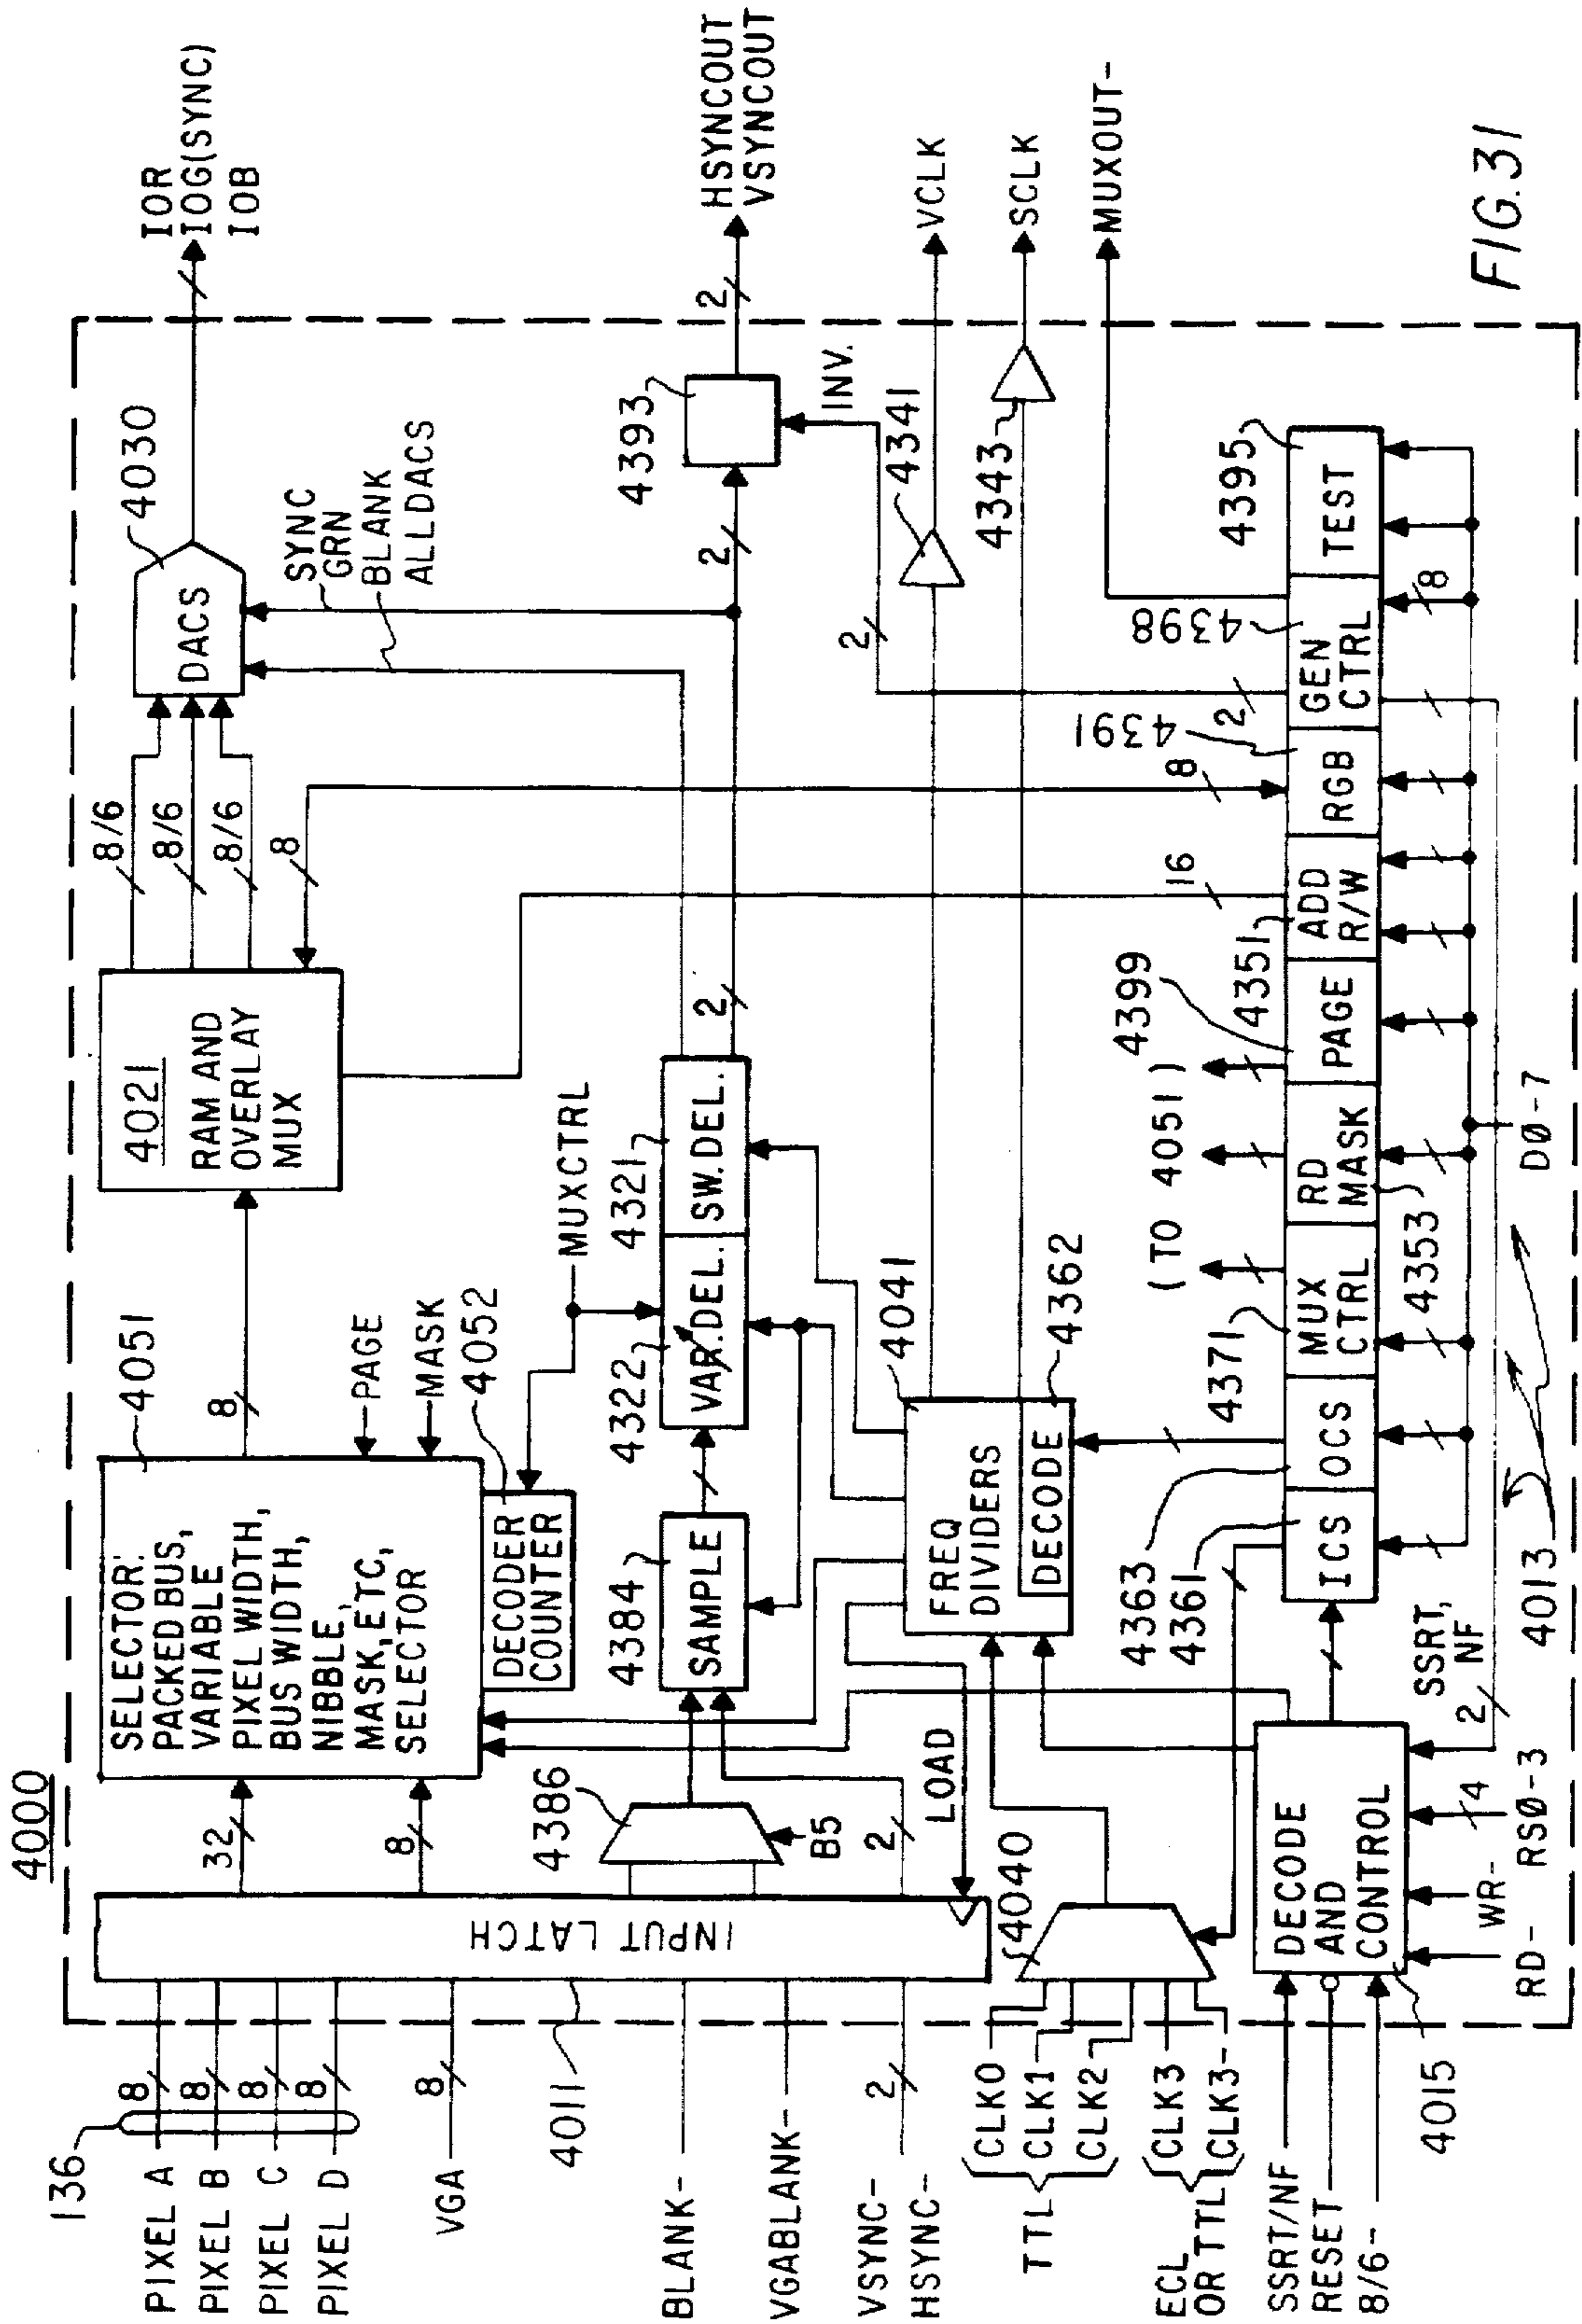 4000
136
PIXEL A
PIXEL B
PIXEL C
PIXEL D
8
8
8
8
VGA
8
4011
BLANK-
VGABLANK-
VSYNC-
HSYNC-
2
TTL
CLK0
CLK1
CLK2
ECL
OR TTL
CLK3
CLK3-
SSRT/NF
RESET
8/6-
4015
INPUT LATCH
32
8
4386
B5
2
LOAD
4040
DECODE
AND
CONTROL
RD-
WR-
4
RSØ-3
SSRT,
NF
2
SELECTOR:
PACKED BUS,
VARIABLE
PIXEL WIDTH,
BUS WIDTH,
NIBBLE,
MASK, ETC,
SELECTOR
4051
8
PAGE
MASK
DECODER
COUNTER
4052
MUXCTRL
4384
SAMPLE
4322
VAR. DEL.
4321
SW. DEL.
2
FREQ
DIVIDERS
DECODE
4041
4362
4021
RAM AND
OVERLAY
MUX
8/6
8/6
8/6
8
DACS
4030
SYNC
GRN
BLANK
ALLDACS
IOR
IOG(SYNC)
IOB
2
4393
INV.
2
HSYNCOUT
VSYNCOUT
4341
VCLK
4343
SCLK
MUXOUT-
2
4363
4361
ICS
OCS
4371
MUX
CTRL
(TO 4051)
RD
MASK
4353
4399
PAGE
4351
ADD
R/W
16
RGB
8
4391
2
GEN
CTRL
4398
8
TEST
4395
4013
DØ-7
FIG. 31